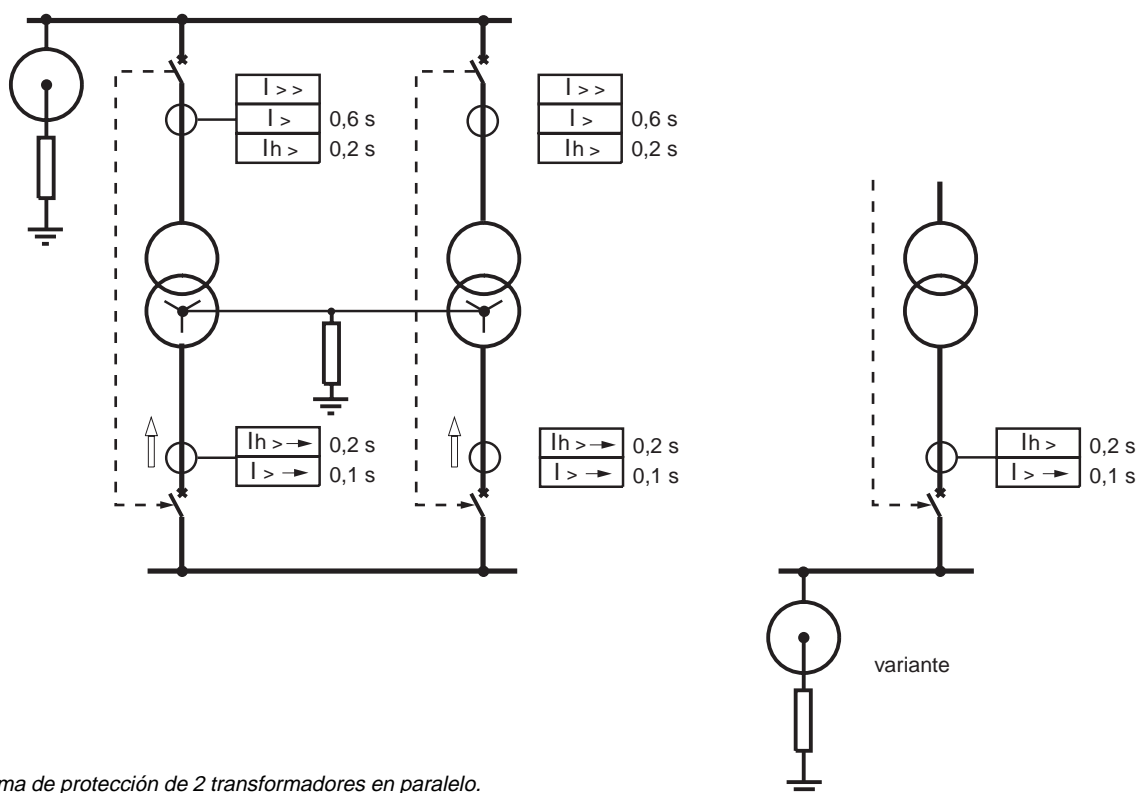 I >>
I > 0,6 s
Ih > 0,2 s
I >>
I > 0,6 s
Ih > 0,2 s
Ih > → 0,2 s
I > → 0,1 s
Ih > → 0,2 s
I > → 0,1 s
Ih > 0,2 s
I > → 0,1 s
variante
ma de protección de 2 transformadores en paralelo.